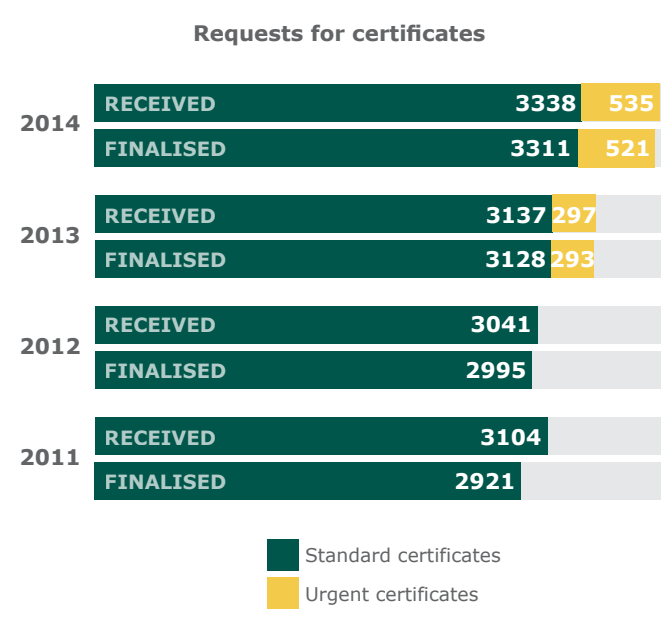 Requests for certificates
2014
RECEIVED 3338 535
FINALISED 3311 521
2013
RECEIVED 3137 297
FINALISED 3128 293
2012
RECEIVED 3041
FINALISED 2995
2011
RECEIVED 3104
FINALISED 2921
Standard certificates
Urgent certificates